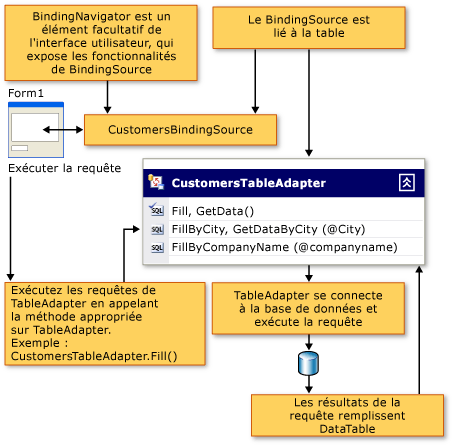 BindingNavigator est un
élément facultatif de
l'interface utilisateur, qui
expose les fonctionnalités
de BindingSource
Le BindingSource est
lié à la table
Form1
CustomersBindingSource
Exécuter la requête
CustomersTableAdapter
SQL Fill, GetData()
SQL FillByCity, GetDataByCity (@City)
SQL FillByCompanyName (@companyname)
Exécutez les requêtes de
TableAdapter en appelant
la méthode appropriée
sur TableAdapter.
Exemple :
CustomersTableAdapter.Fill()
TableAdapter se connecte
à la base de données et
exécute la requête
Les résultats de la
requête remplissent
DataTable